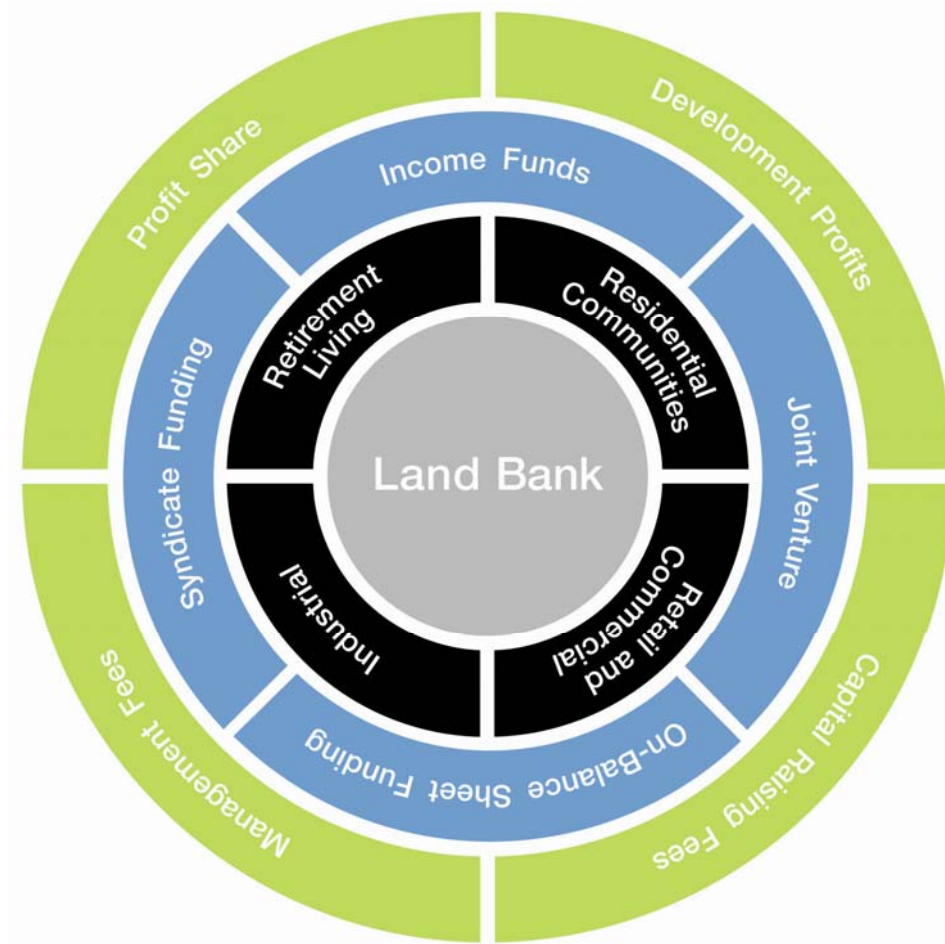 Profit Share
Development Profits
Income Funds
Retirement
Living
Residential
Communities
Syndicate Funding
Land Bank
Joint Venture
Industrial
Retail and
Commercial
On-Balance Sheet Funding
Management Fees
Capital Raising Fees